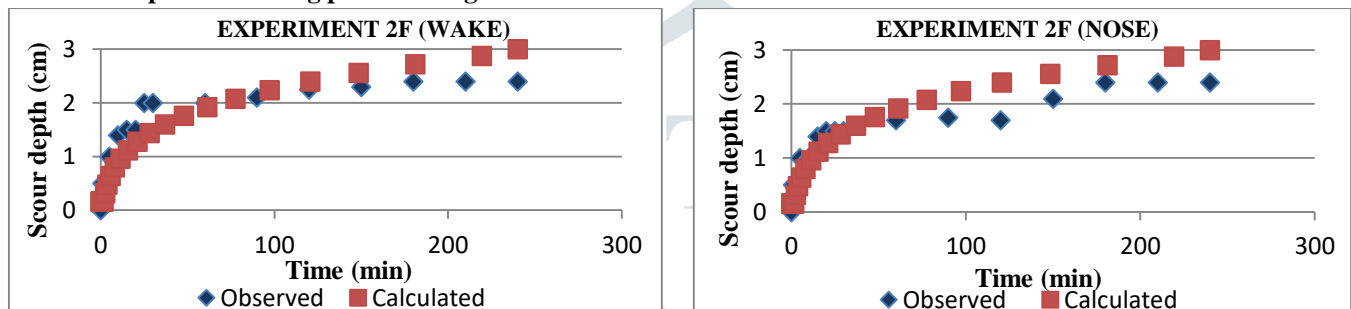 EXPERIMENT 2F (WAKE)
Scour depth (cm)
3
2
1
0
0 100 200 300
Time (min)
Observed Calculated
EXPERIMENT 2F (NOSE)
Scour depth (cm)
3
2
1
0
0 100 200 300
Time (min)
Observed Calculated